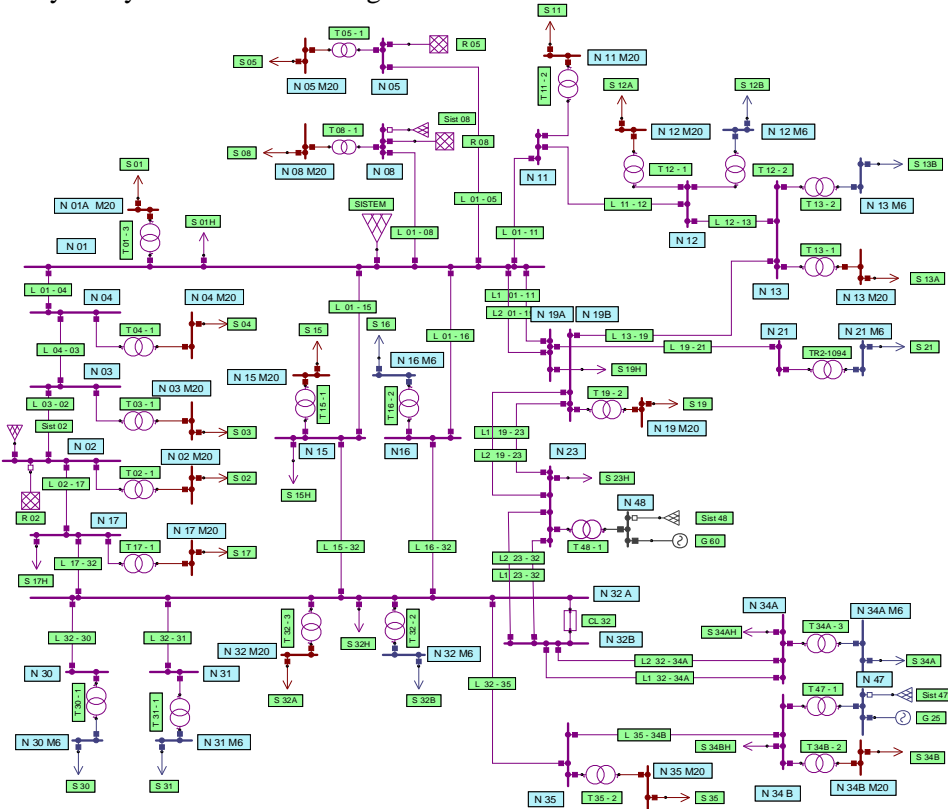 S 11
T 05 - 1
R 05
S 05
N 11 M20
N 05 M20
N 05
T 11 - 2
S 12A
S 12B
Sist 08
T 08 - 1
N 12 M20
N 12 M6
S 08
R 08
N 08 M20
N 08
N 11
T 12 - 1
T 12 - 2
S 13B
S 01
N 01A M20
SISTEM
L 01 - 05
L 11 - 12
T 13 - 2
N 13 M6
S 01H
L 12 - 13
N 01
T 01 - 3
L 01 - 08
L 01 - 11
N 12
T 13 - 1
S 13A
L 01 - 04
N 13
N 13 M20
N 04
N 04 M20
L1 01 - 11
L 01 - 15
N 19A
N 19B
L2 01 - 1
S 04
S 15
S 16
L 01 - 16
L 13 - 19
N 21
N 21 M6
T 04 - 1
L 04 - 03
L 19 - 21
S 21
N 03
N 16 M6
TR2-1094
N 15 M20
S 19H
N 03 M20
L 03 - 02
T 03 - 1
T 15 - 1
T 16 - 2
T 19 - 2
S 19
Sist 02
S 03
N 19 M20
L1 19 - 23
N 02
N 02 M20
N 15
N16
N 23
L2 19 - 23
T 02 - 1
S 02
L 02 - 17
S 15H
S 23H
N 48
R 02
N 17
N 17 M20
Sist 48
T 17 - 1
L 15 - 32
L 16 - 32
T 48 - 1
G 60
S 17
L 17 - 32
L2 23 - 32
S 17H
L1 23 - 32
N 32 A
N 34A
N 34A M6
CL 32
T 34A - 3
L 32 - 30
L 32 - 31
T 32 - 3
S 32H
T 32 - 2
N 32B
S 34AH
N 32 M20
N 32 M6
L2 32 - 34A
S 34A
N 30
N 31
L1 32 - 34A
N 47
T 30 - 1
T 31 - 1
L 32 - 35
T 47 - 1
Sist 47
S 32A
S 32B
G 25
L 35 - 34B
N 30 M6
N 31 M6
S 34BH
T 34B - 2
S 34B
N 35 M20
S 30
S 31
N 35
T 35 - 2
S 35
N 34 B
N 34B M20